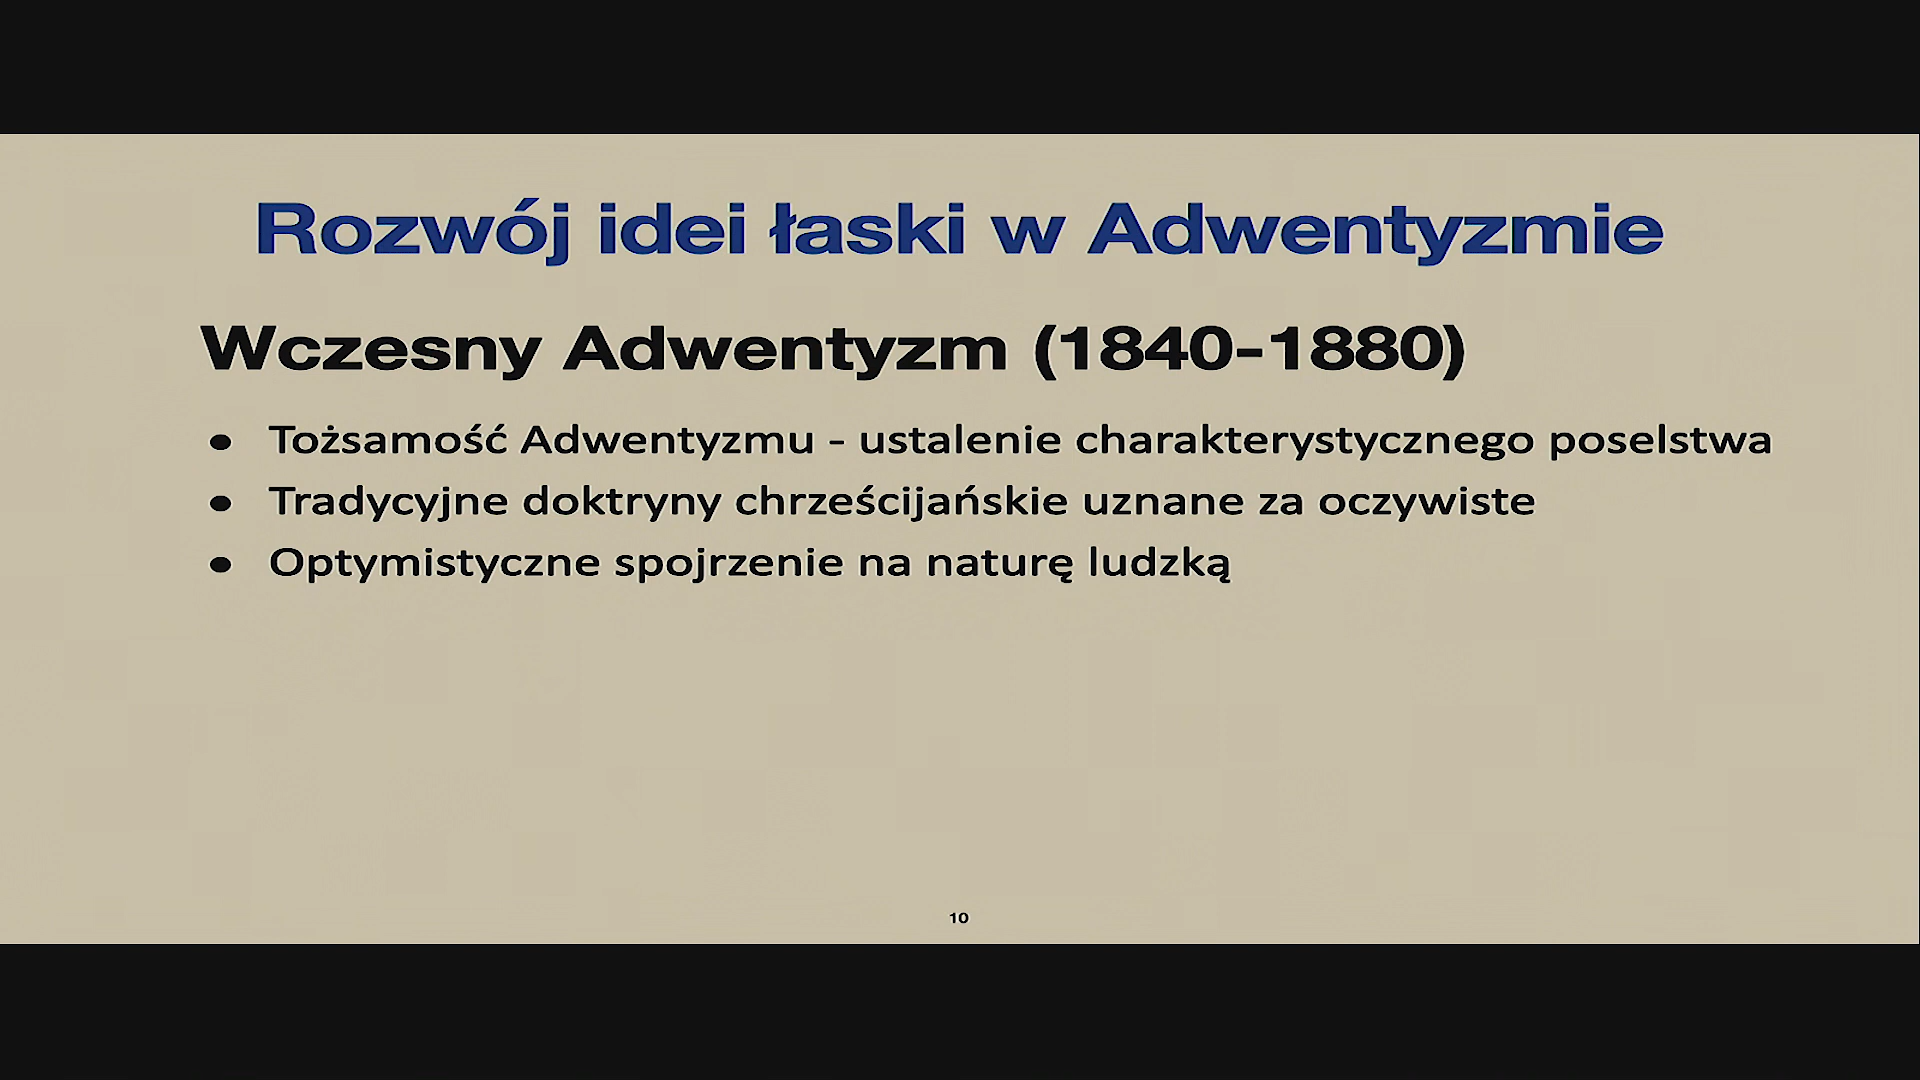 Rozwój idei łaski w Adwentyzmie
Wczesny Adwentyzm (1840-1880)
● Tożsamość Adwentyzmu - ustalenie charakterystycznego poselstwa
● Tradycyjne doktryny chrześcijańskie uznane za oczywiste
● Optymistyczne spojrzenie na naturę ludzką
10